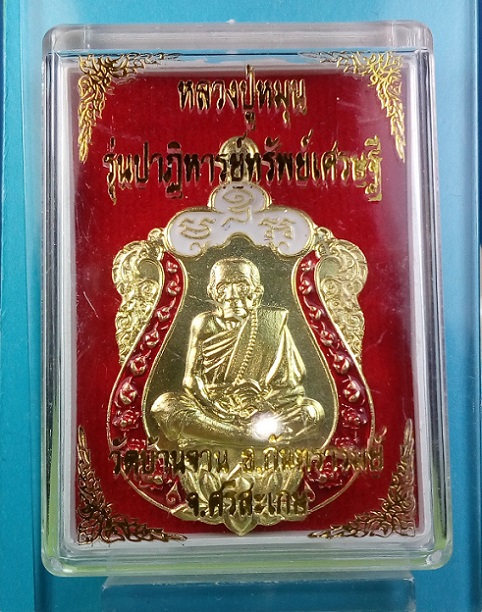 หลวงปู่หมุน
รุ่นปาฏิหารย์ทรัพย์เศรษฐี
วัดบ้านจาน อ.กันทรารมย์
จ.ศรีสะเกษ